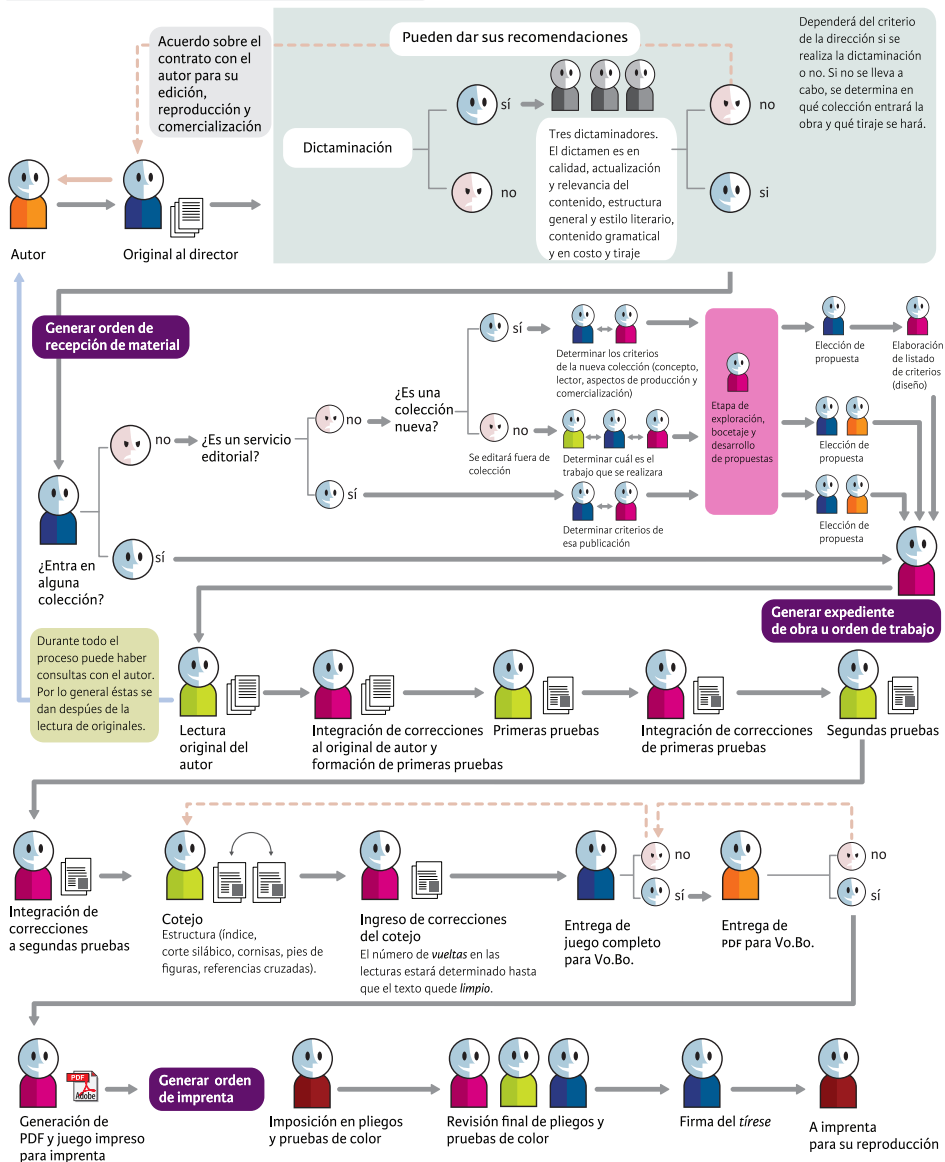 Acuerdo sobre el
contrato con el
autor para su
edición,
reproducción y
comercialización
Pueden dar sus recomendaciones
Dependerá del criterio
de la dirección si se
realiza la dictaminación
o no. Si no se lleva a
cabo, se determina en
qué colección entrará la
obra y qué tiraje se hará.
Dictaminación
sí
no
Tres dictaminadores.
El dictamen es en
calidad, actualización
y relevancia del
contenido, estructura
general y estilo literario,
contenido gramatical
y en costo y tiraje
no
si
Autor
Original al director
Generar orden de
recepción de material
¿Entra en
alguna
colección?
no
sí
¿Es un servicio
editorial?
no
sí
¿Es una
colección
nueva?
sí
no
Se editará fuera de
colección
Determinar los criterios
de la nueva colección (concepto,
lector, aspectos de producción y
comercialización)
Determinar cuál es el
trabajo que se realizara
Determinar criterios de
esa publicación
Etapa de
exploración,
bocetaje y
desarrollo
de propuestas
Elección de
propuesta
Elaboración
de listado
de criterios
(diseño)
Elección de
propuesta
Elección de
propuesta
Generar expediente
de obra u orden de trabajo
Durante todo el
proceso puede haber
consultas con el autor.
Por lo general éstas se
dan despúes de la
lectura de originales.
Lectura
original del
autor
Integración de correcciones
al original de autor y
formación de primeras pruebas
Primeras pruebas
Integración de correcciones
de primeras pruebas
Segundas pruebas
Integración de
correcciones
a segundas pruebas
Cotejo
Estructura (índice,
corte silábico, cornisas, pies de
figuras, referencias cruzadas).
Ingreso de correcciones
del cotejo
El número de vueltas en las
lecturas estará determinado hasta
que el texto quede limpio.
Entrega de
juego completo
para Vo.Bo.
no
sí
Entrega de
PDF para Vo.Bo.
no
sí
PDF
Adobe
Generación de
PDF y juego impreso
para imprenta
Generar orden
de imprenta
Imposición en pliegos
y pruebas de color
Revisión final de pliegos y
pruebas de color
Firma del tírese
A imprenta
para su reproducción